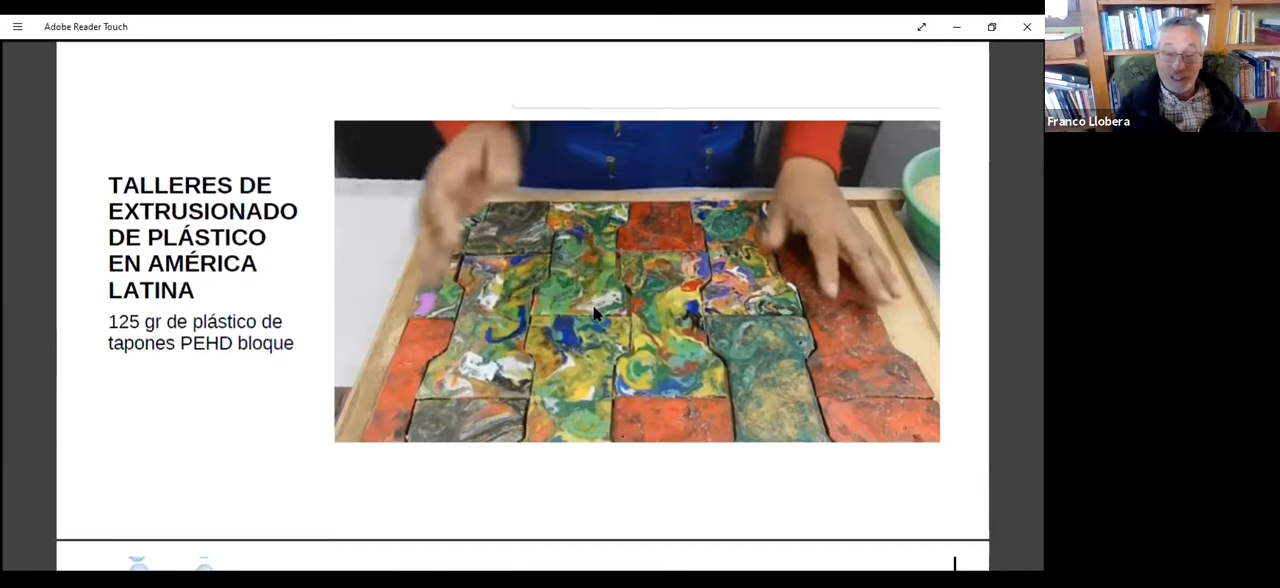 Adobe Reader Touch
Franco Llobera
TALLERES DE
EXTRUSIONADO
DE PLÁSTICO
EN AMÉRICA
LATINA
125 gr de plástico de
tapones PEHD bloque